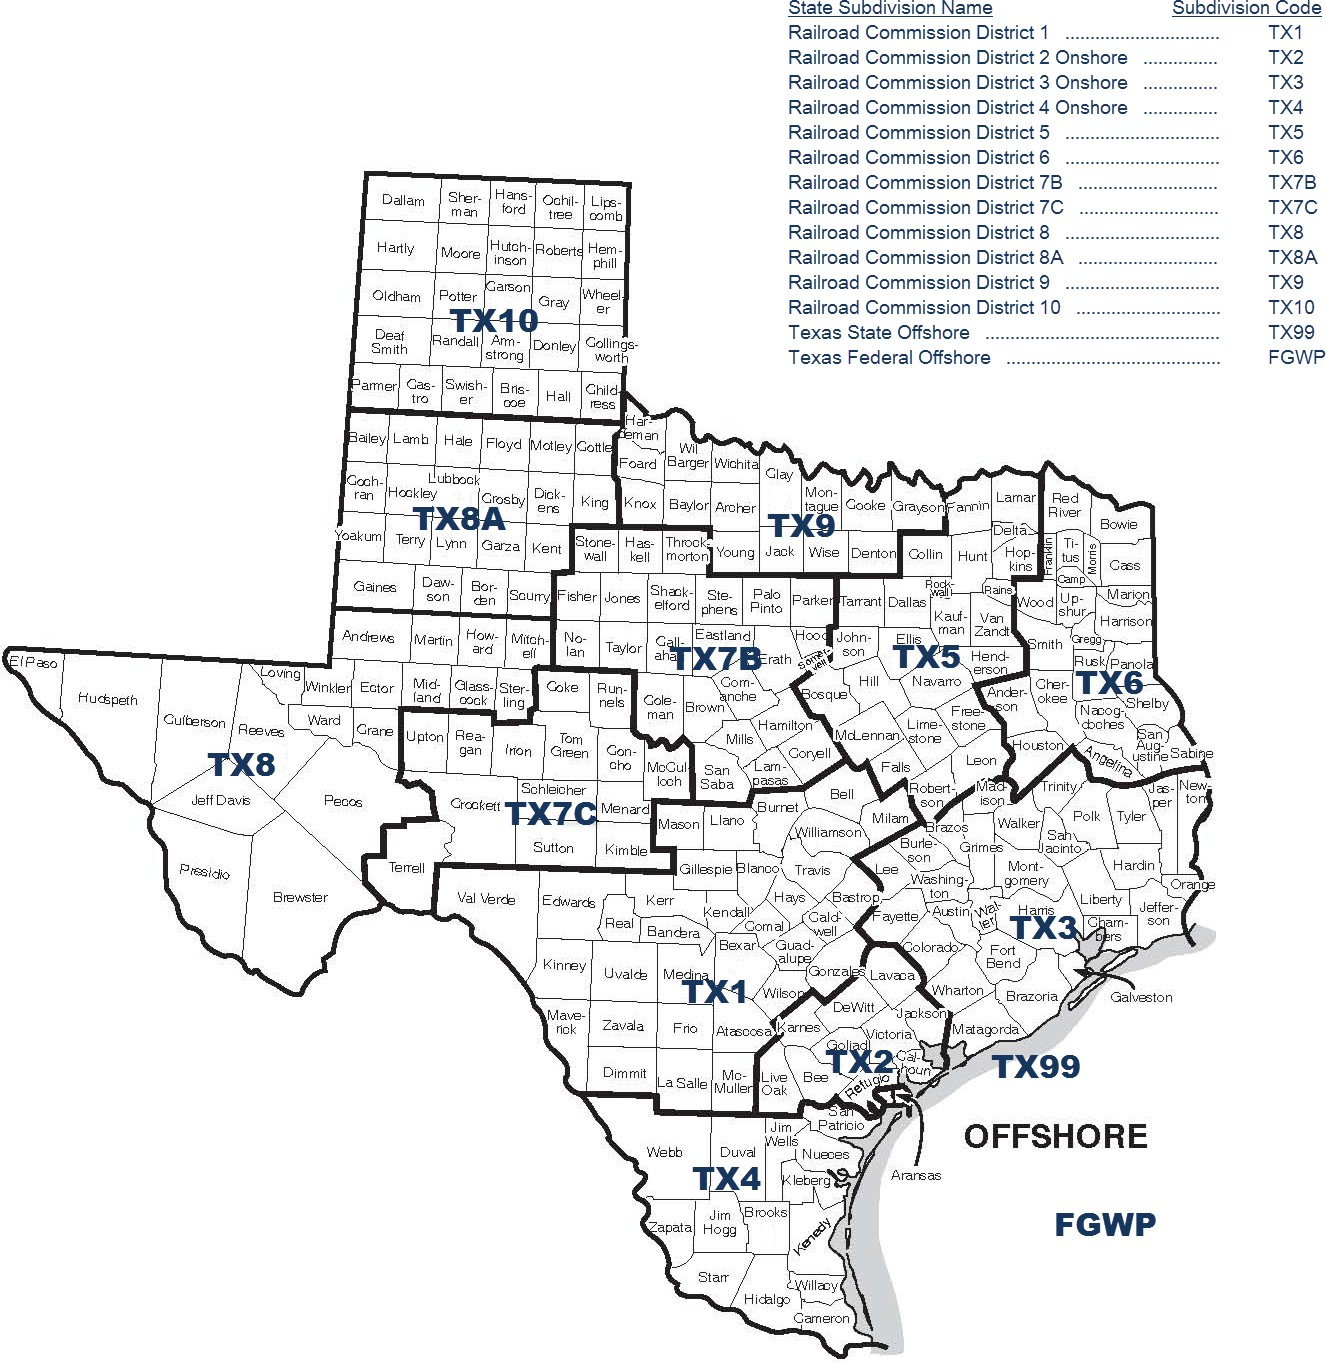 State Subdivision Name Subdivision Code
Railroad Commission District 1 ............................... TX1
Railroad Commission District 2 Onshore ............... TX2
Railroad Commission District 3 Onshore ............... TX3
Railroad Commission District 4 Onshore ............... TX4
Railroad Commission District 5 ............................... TX5
Railroad Commission District 6 ............................... TX6
Railroad Commission District 7B ............................ TX7B
Railroad Commission District 7C ............................ TX7C
Railroad Commission District 8 ............................... TX8
Railroad Commission District 8A ............................ TX8A
Railroad Commission District 9 ............................... TX9
Railroad Commission District 10 ............................. TX10
Texas State Offshore ............................................... TX99
Texas Federal Offshore ........................................... FGWP
Dallam
Sher-
man
Hans-
ford
Ochil-
tree
Lips-
comb
Hartly
Moore
Hutch-
inson
Roberts
Hem-
phill
Oldham
Potter
Carson
Gray
Wheel-
er
TX10
Deaf
Smith
Randall
Arm-
strong
Donley
Collings-
worth
Parmer
Cas-
tro
Swish-
er
Bris-
coe
Hall
Child-
ress
Bailey
Lamb
Hale
Floyd
Motley
Cottle
Coch-
ran
Hockley
Lubbock
Crosby
Dick-
ens
King
TX8A
Yoakum
Terry
Lynn
Garza
Kent
Gaines
Daw-
son
Bor-
den
Scurry
Har-
deman
Foard
Wil
Barger
Wichita
Clay
Knox
Baylor
Archer
Mon-
tague
Cooke
Grayson
TX9
Young
Jack
Wise
Denton
Fannin
Lamar
Delta
Collin
Hunt
Hop-
kins
Rock-
wall
Rains
Tarrant
Dallas
Kauf-
man
Van
Zandt
John-
son
Ellis
TX5
Hend-
erson
Bosque
Hill
Navarro
McLennan
Lime-
stone
Free-
stone
Falls
Leon
Robert-
son
Red
River
Bowie
Franklin
Ti-
tus
Morris
Cass
Camp
Wood
Up-
shur
Marion
Harrison
Smith
Gregg
Rusk
Panola
TX6
Ander-
son
Cher-
okee
Nacog-
doches
Shelby
San
Aug-
ustine
Sabine
Houston
Angelina
Stone-
wall
Has-
kell
Throck-
morton
Fisher
Jones
Shack-
elford
Ste-
phens
Palo
Pinto
Parker
No-
lan
Taylor
Call-
ahan
Eastland
Hood
TX7B
Erath
Somer-
vell
Cole-
man
Brown
Com-
anche
Hamilton
Mills
Coryell
San
Saba
Lam-
pasas
Andrews
Martin
How-
ard
Mitch-
ell
El Paso
Hudspeth
Culberson
Reeves
Loving
Winkler
Ector
Mid-
land
Glass-
cock
Ster-
ling
Ward
Crane
TX8
Jeff Davis
Pecos
Presidio
Brewster
Terrell
Coke
Run-
nels
Upton
Rea-
gan
Irion
Tom
Green
Con-
cho
McCul-
loch
Crockett
Schleicher
TX7C
Menard
Sutton
Kimble
Mason
Llano
Burnet
Bell
Williamson
Milam
Gillespie
Blanco
Travis
Val Verde
Edwards
Kerr
Kendall
Hays
Bastrop
Real
Bandera
Comal
Cald-
well
Bexar
Guad-
alupe
Kinney
Uvalde
Medina
Gonzales
TX1
Wilson
Mave-
rick
Zavala
Frio
Atascosa
Dimmit
La Salle
Mc-
Mullen
Karnes
DeWitt
Lavaca
Jackson
Goliad
Victoria
TX2
Cal-
houn
Live
Oak
Bee
Refugio
Mad-
ison
Trinity
Jas-
per
New-
ton
Polk
Tyler
Brazos
Walker
San
Jacinto
Burle-
son
Grimes
Lee
Washing-
ton
Mont-
gomery
Hardin
Orange
Liberty
Fayette
Austin
Wal-
ler
Harris
Jeffer-
son
TX3
Cham-
bers
Colorado
Fort
Bend
Wharton
Brazoria
Galveston
Matagorda
TX99
San
Patricio
Aransas
OFFSHORE
Webb
Duval
Jim
Wells
Nueces
TX4
Kleberg
Zapata
Jim
Hogg
Brooks
Kenedy
FGWP
Starr
Hidalgo
Willacy
Cameron